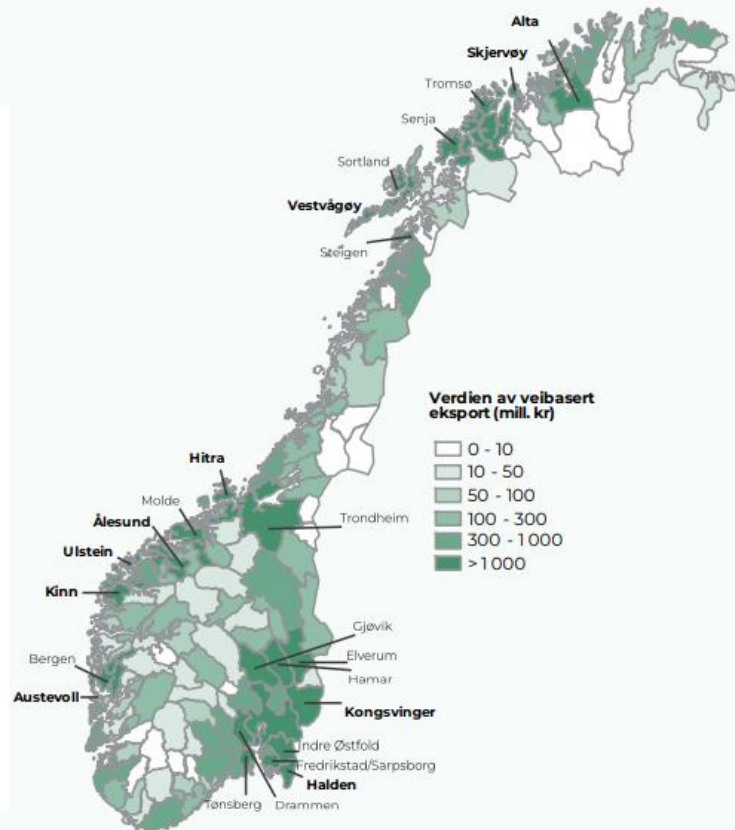 Alta
Skjervøy
Tromsø
Senja
Sortland
Vestvågøy
Steigen
Verdien av veibasert
eksport (mill. kr)
0 - 10
10 - 50
50 - 100
100 - 300
300 - 1 000
>1 000
Hitra
Molde
Ålesund
Trondheim
Ulstein
Kinn
Gjøvik
Bergen
Elverum
Hamar
Austevoll
Kongsvinger
Indre Østfold
Fredrikstad/Sarpsborg
Halden
Tønsberg
Drammen